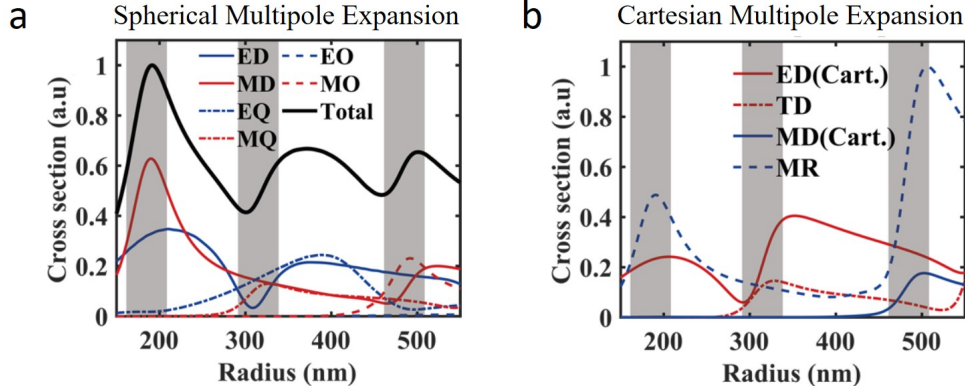 a
Spherical Multipole Expansion
Cross section (a.u)
1
0.8
0.6
0.4
0.2
0
ED
MD
EQ
MQ
EO
MO
Total
200
300
400
500
Radius (nm)
b
Cartesian Multipole Expansion
Cross section (a.u)
1
0.8
0.6
0.4
0.2
0
ED(Cart.)
TD
MD(Cart.)
MR
200
300
400
500
Radius (nm)